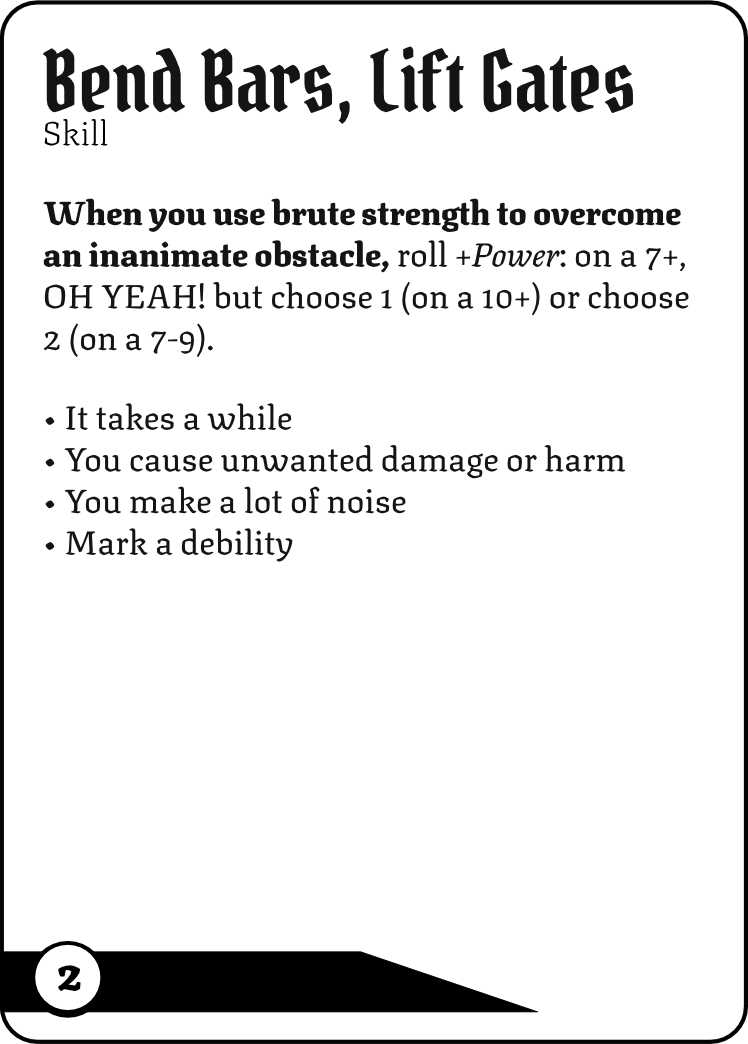 Bend Bars, Lift Gates
Skill
When you use brute strength to overcome
an inanimate obstacle, roll +Power: on a 7+,
OH YEAH! but choose 1 (on a 10+) or choose
2 (on a 7-9).
• It takes a while
• You cause unwanted damage or harm
• You make a lot of noise
• Mark a debility
2